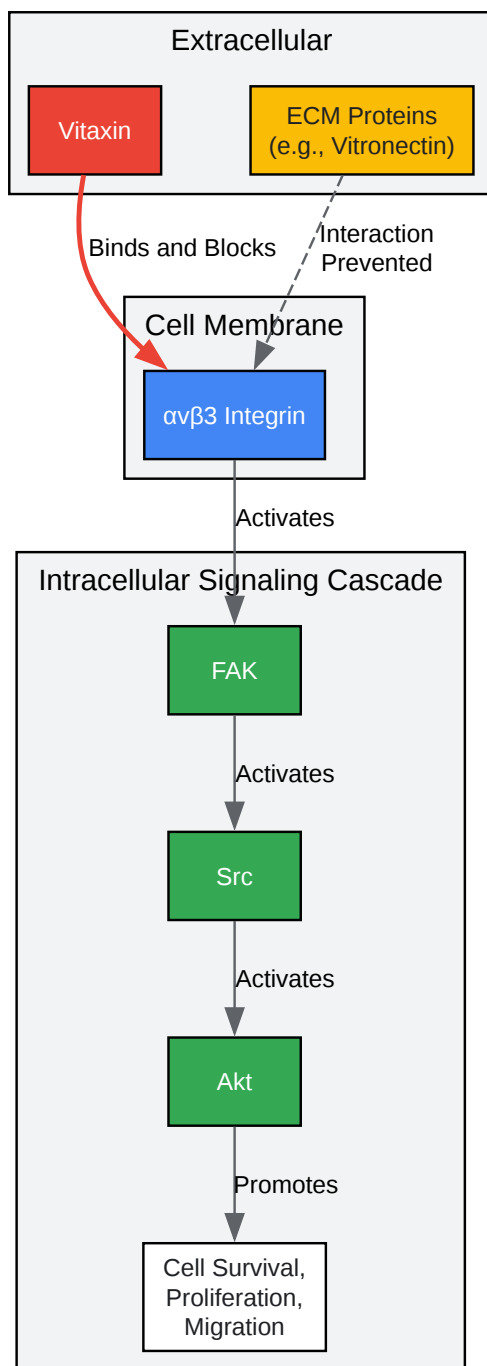 Extracellular
Vitaxin
ECM Proteins
(e.g., Vitronectin)
Binds and Blocks
Interaction
Prevented
Cell Membrane
αvβ3 Integrin
Activates
Intracellular Signaling Cascade
FAK
Activates
Src
Activates
Akt
Promotes
Cell Survival,
Proliferation,
Migration